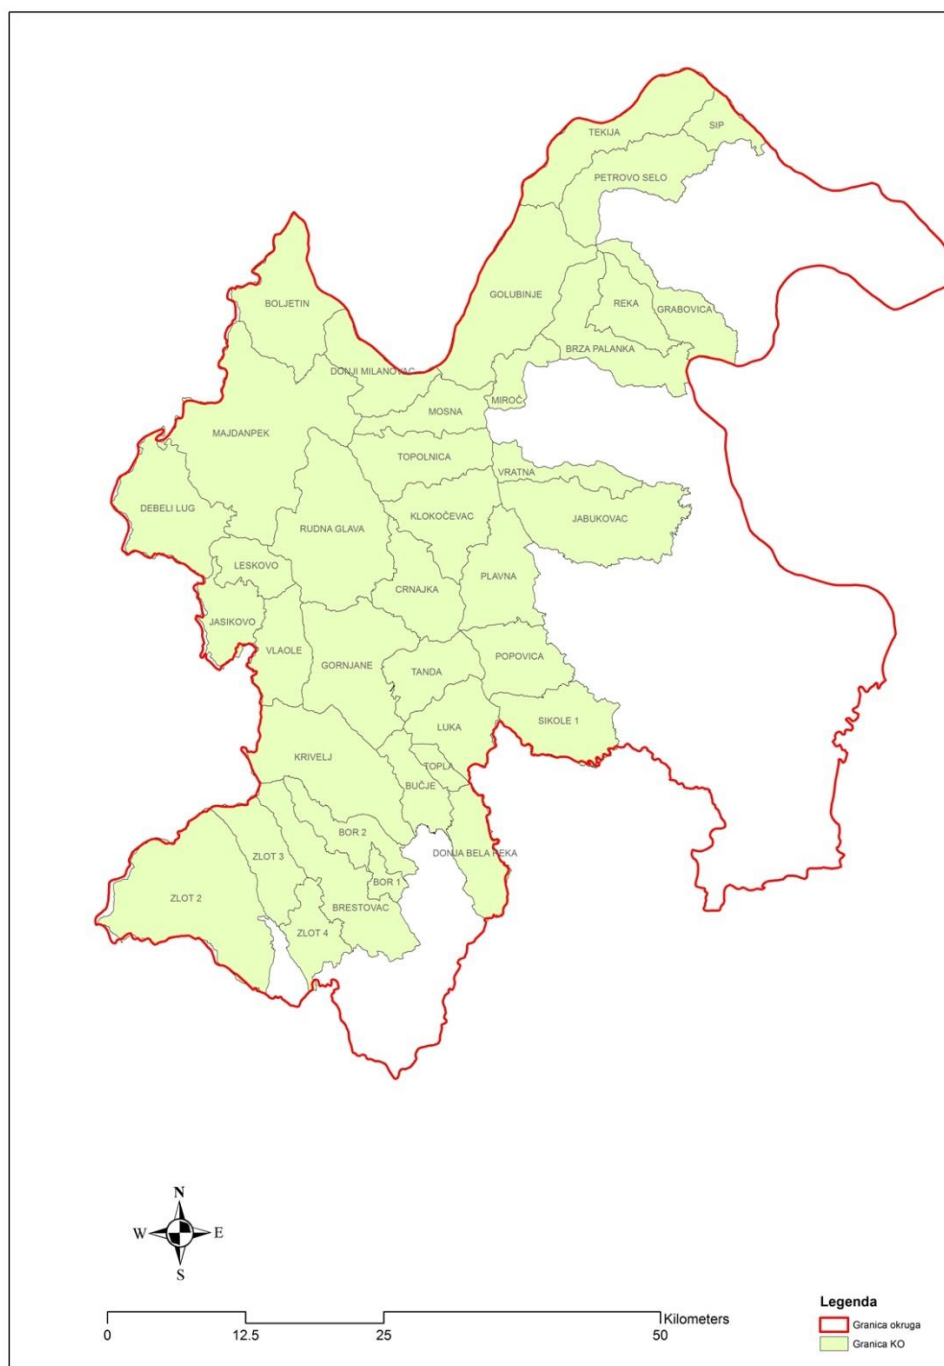 SIP
TEKIJA
PETROVO SELO
GOLUBINJE
BOLJETIN
REKA
GRABOVICA
BRZA PALANKA
DONJI MILANOVAC
MIROČ
MOSNA
MAJDANPEK
TOPOLNICA
VRATNA
DEBELI LUG
KLOKOČEVAC
JABUKOVAC
RUDNA GLAVA
LESKOVO
PLAVNA
CRNAJKA
JASIKOVO
VLAOLE
POPOVICA
GORNJANE
TANDA
SIKOLE 1
LUKA
KRIVELJ
TOPLA
BUČJE
BOR 2
DONJA BELA REKA
ZLOT 3
BOR 1
ZLOT 2
BRESTOVAC
ZLOT 4
N
W E
S
Legenda
Kilometers
Granica okruga
0 12.5 25 50
Granica KO